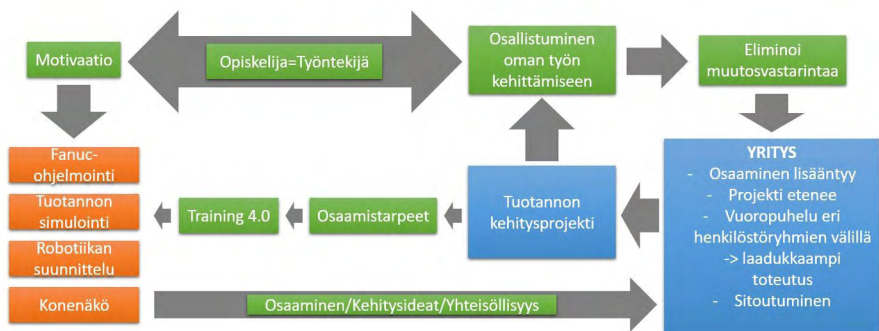 Motivaatio
Opiskelija=Työntekijä
Osallistuminen
oman työn
kehittämiseen
Eliminoi
muutosvastarintaa
Fanuc-
ohjelmointi
Tuotannon
simulointi
Robotiikan
suunnittelu
Konenäkö
Training 4.0
Osaamistarpeet
Tuotannon
kehitysprojekti
YRITYS
- Osaaminen lisääntyy
- Projekti etenee
- Vuoropuhelu eri
henkilöstöryhmien välillä
-> laadukkaampi
toteutus
- Sitoutuminen
Osaaminen/Kehitysideat/Yhteisöllisyys